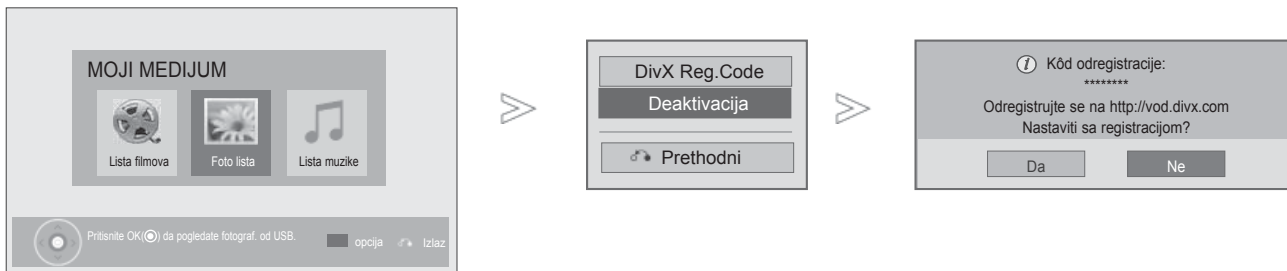 MOJI MEDIJUM
Lista filmova
Foto lista
Lista muzike
Pritisnite OK(◉) da pogledate fotograf. od USB.
opcija
Izlaz
DivX Reg.Code
Deaktivacija
Prethodni
Kôd odregistracije:
********
Odregistrujte se na http://vod.divx.com
Nastaviti sa registracijom?
Da
Ne